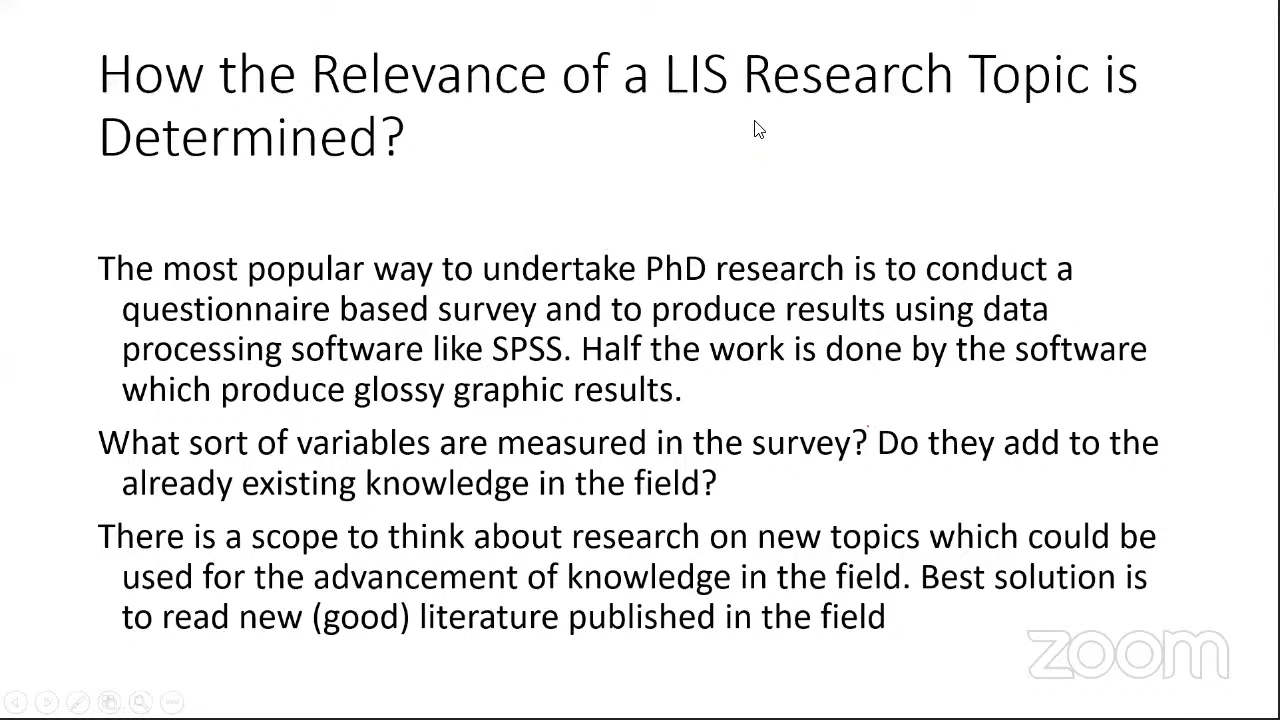 How the Relevance of a LIS Research Topic is
Determined?
The most popular way to undertake PhD research is to conduct a
questionnaire based survey and to produce results using data
processing software like SPSS. Half the work is done by the software
which produce glossy graphic results.
What sort of variables are measured in the survey? Do they add to the
already existing knowledge in the field?
There is a scope to think about research on new topics which could be
used for the advancement of knowledge in the field. Best solution is
to read new (good) literature published in the field
zoom